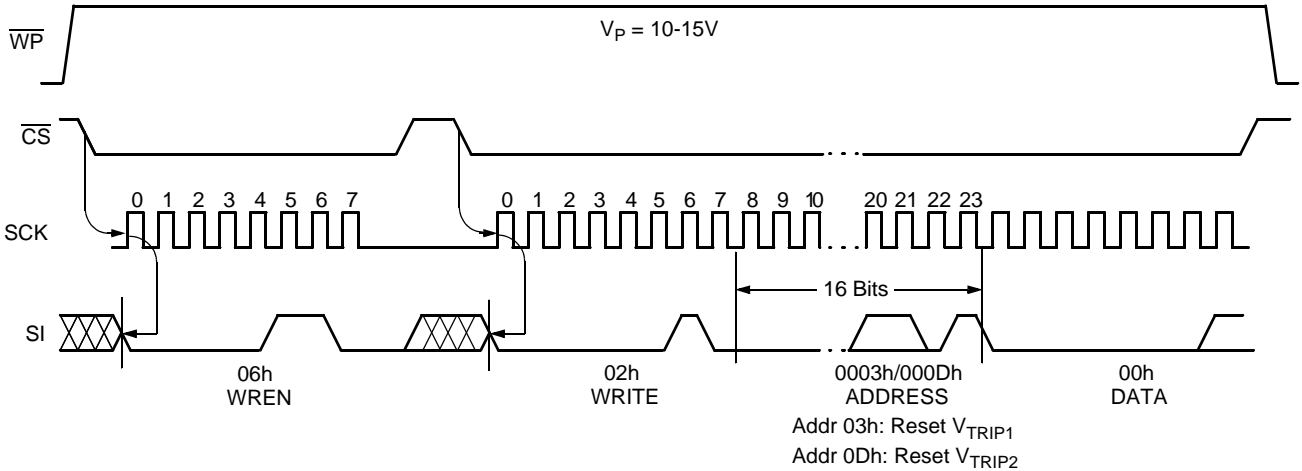 WP
V_P = 10-15V
CS
0 1 2 3 4 5 6 7 0 1 2 3 4 5 6 7 8 9 10 20 21 22 23
SCK
16 Bits
SI
06h 02h 0003h/000Dh 00h
WREN WRITE ADDRESS DATA
Addr 03h: Reset V_TRIP1
Addr 0Dh: Reset V_TRIP2